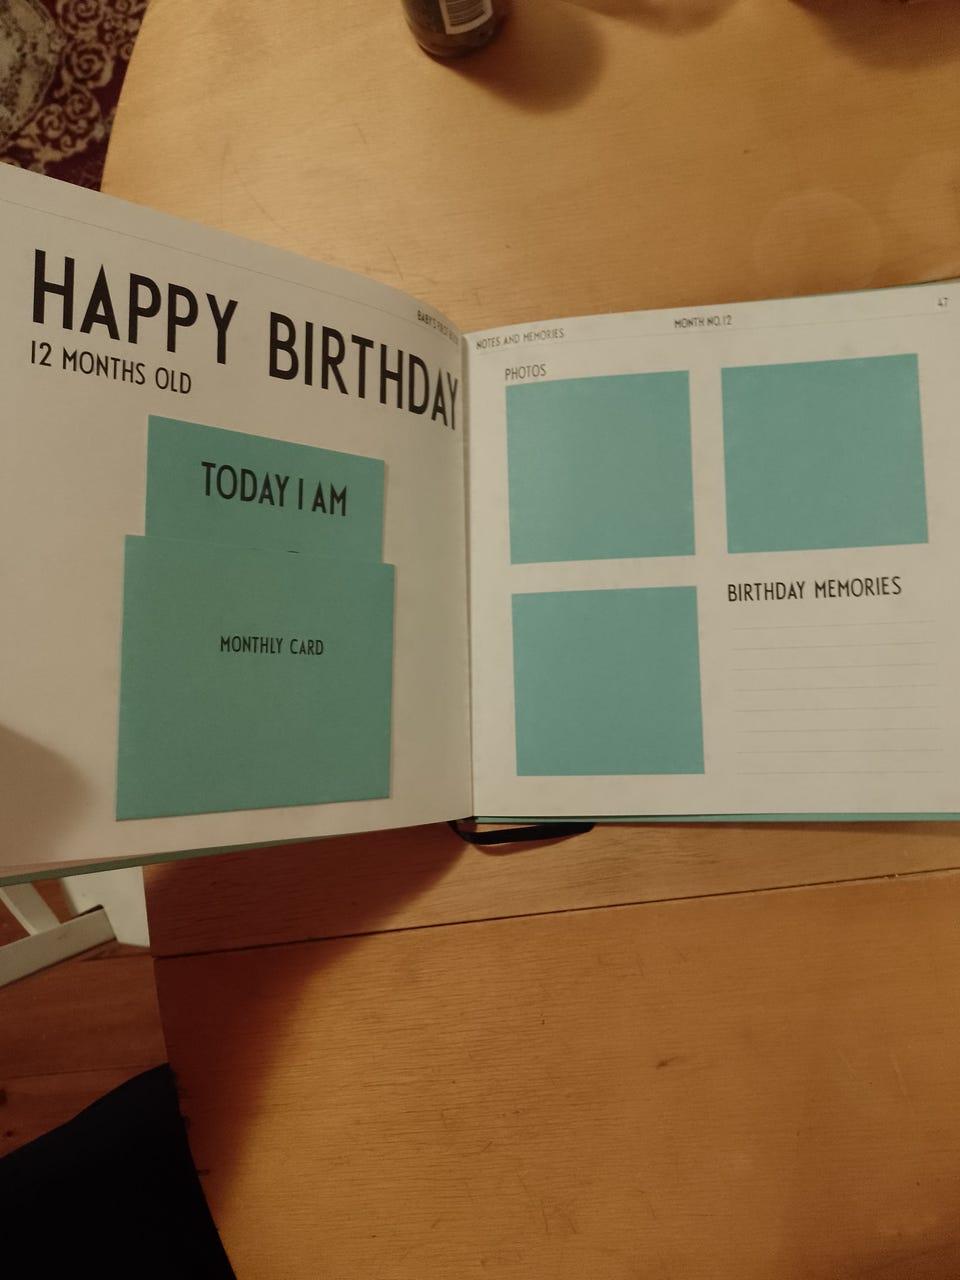 HAPPY BIRTHDAY
12 MONTHS OLD
TODAY I AM
MONTHLY CARD
NOTES AND MEMORIES
MONTH NO.12
47
PHOTOS
BIRTHDAY MEMORIES